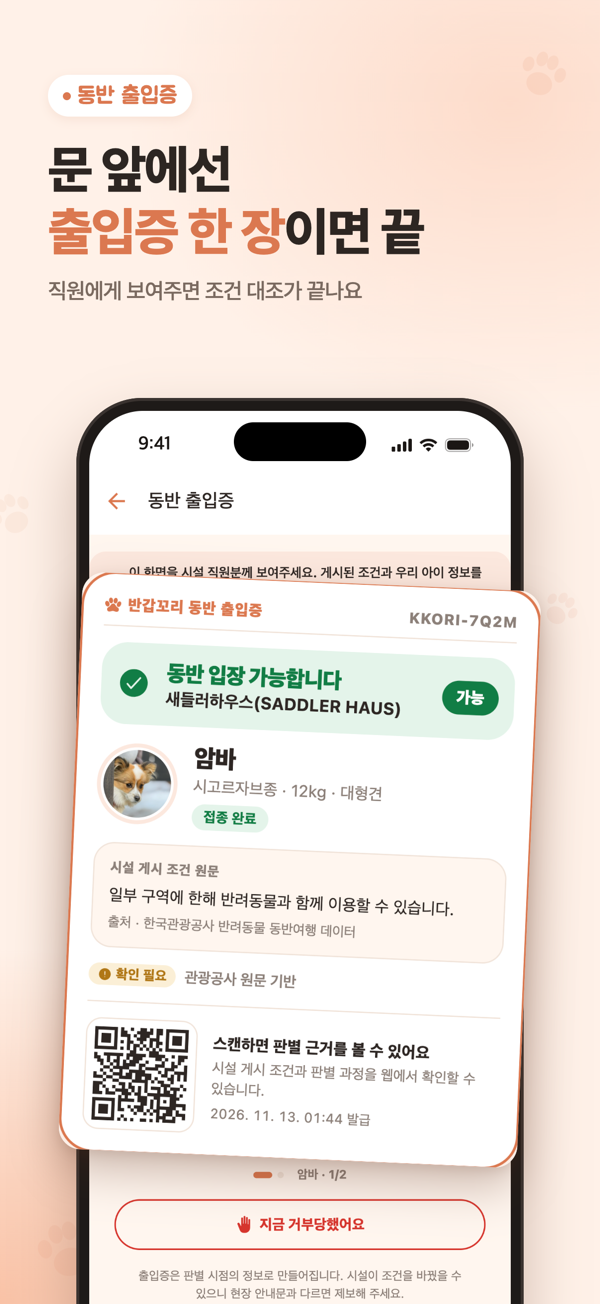 동반 출입증
문 앞에선
출입증 한 장이면 끝
직원에게 보여주면 조건 대조가 끝나요
9:41
동반 출입증
이 화면을 시설 직원분께 보여주세요. 게시된 조건과 우리 아이 정보를
반갑꼬리 동반 출입증
KKORI-7Q2M
동반 입장 가능합니다
새들러하우스(SADDLER HAUS)
가능
암바
시고르자브종 · 12kg · 대형견
접종 완료
시설 게시 조건 원문
일부 구역에 한해 반려동물과 함께 이용할 수 있습니다.
출처 · 한국관광공사 반려동물 동반여행 데이터
확인 필요
관광공사 원문 기반
스캔하면 판별 근거를 볼 수 있어요
시설 게시 조건과 판별 과정을 웹에서 확인할 수
있습니다.
2026. 11. 13. 01:44 발급
암바 · 1/2
지금 거부당했어요
출입증은 판별 시점의 정보로 만들어집니다. 시설이 조건을 바꿨을 수
있으니 현장 안내문과 다르면 제보해 주세요.